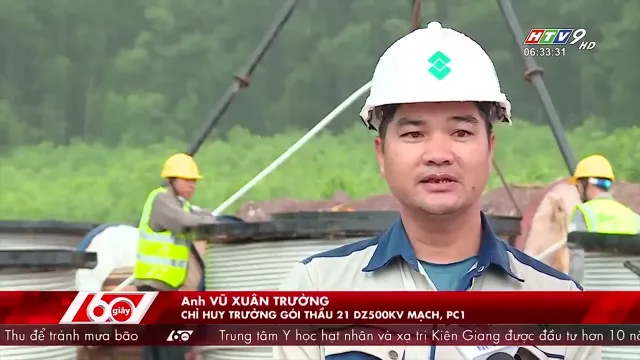 HTV9 HD
06:33:31
60 giây
Anh VŨ XUÂN TRƯỜNG
CHỈ HUY TRƯỞNG GÓI THẦU 21 DZ500KV MẠCH, PC1
Thu để tránh mưa bão
Trung tâm Y học hạt nhân và xạ trị Kiên Giang được đầu tư hơn 10